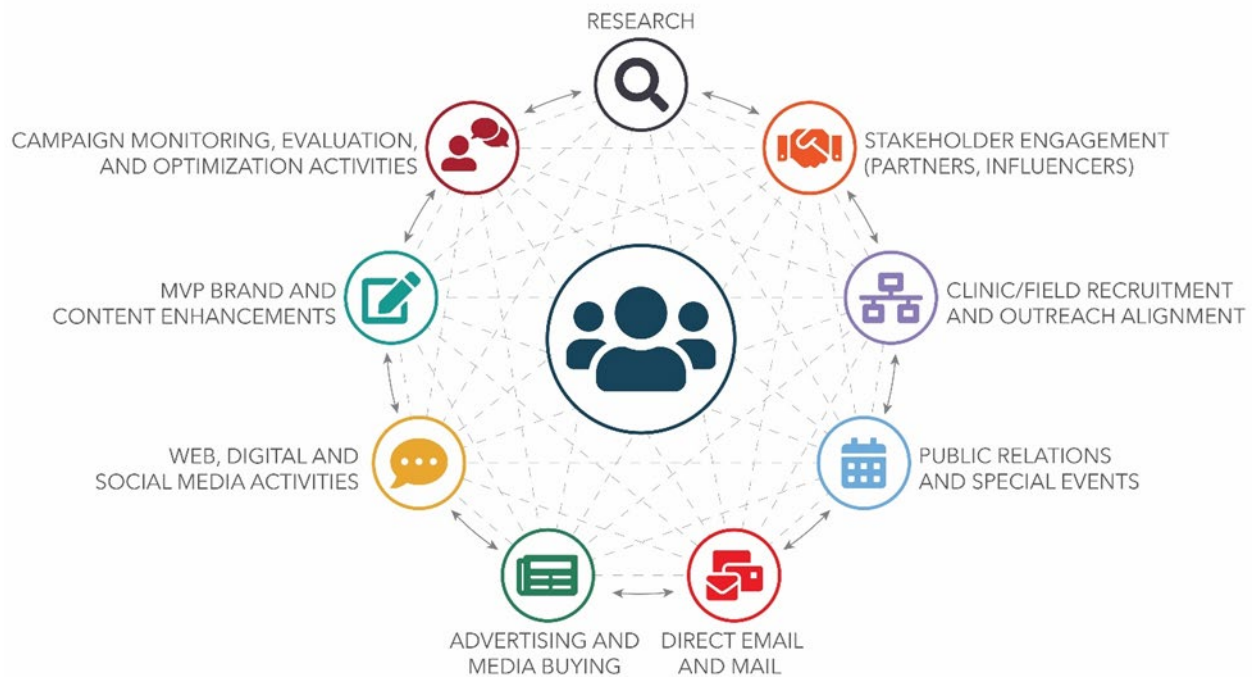 RESEARCH
STAKEHOLDER ENGAGEMENT
(PARTNERS, INFLUENCERS)
CLINIC/FIELD RECRUITMENT
AND OUTREACH ALIGNMENT
PUBLIC RELATIONS
AND SPECIAL EVENTS
DIRECT EMAIL
AND MAIL
ADVERTISING AND
MEDIA BUYING
WEB, DIGITAL AND
SOCIAL MEDIA ACTIVITIES
MVP BRAND AND
CONTENT ENHANCEMENTS
CAMPAIGN MONITORING, EVALUATION,
AND OPTIMIZATION ACTIVITIES